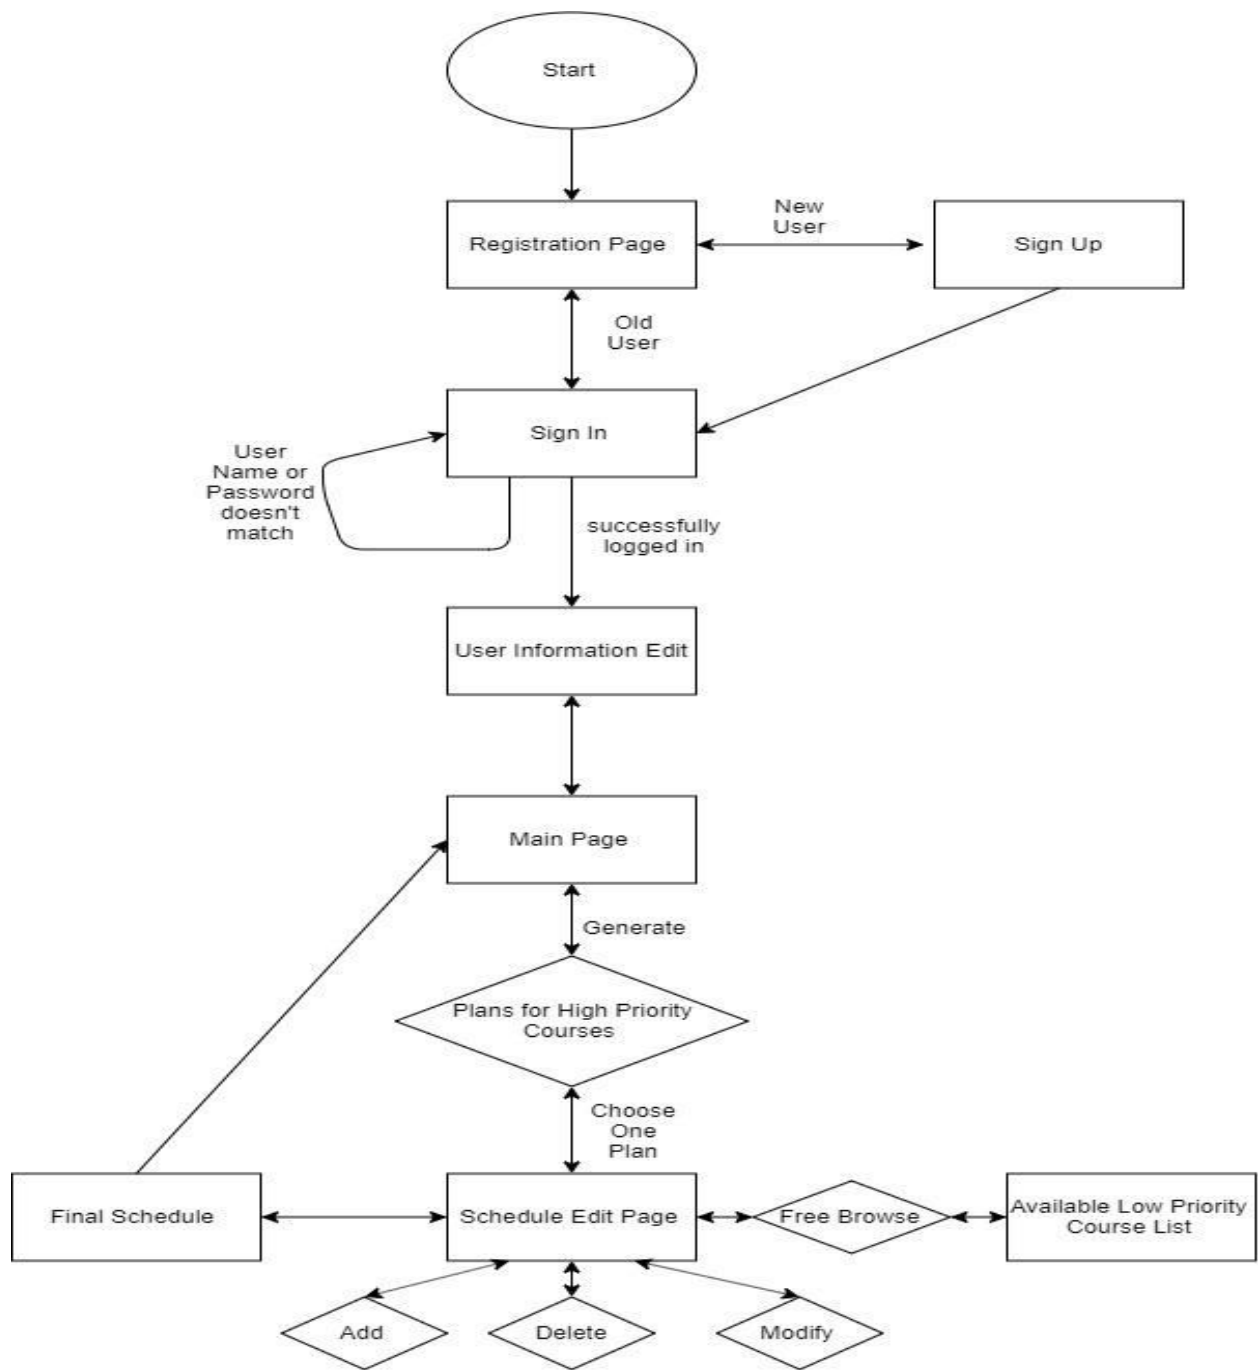 Start
Registration Page
New
User
Sign Up
Old
User
Sign In
User
Name or
Password
doesn't
match
successfully
logged in
User Information Edit
Main Page
Generate
Plans for High Priority
Courses
Choose
One
Plan
Final Schedule
Schedule Edit Page
Free Browse
Available Low Priority
Course List
Add
Delete
Modify